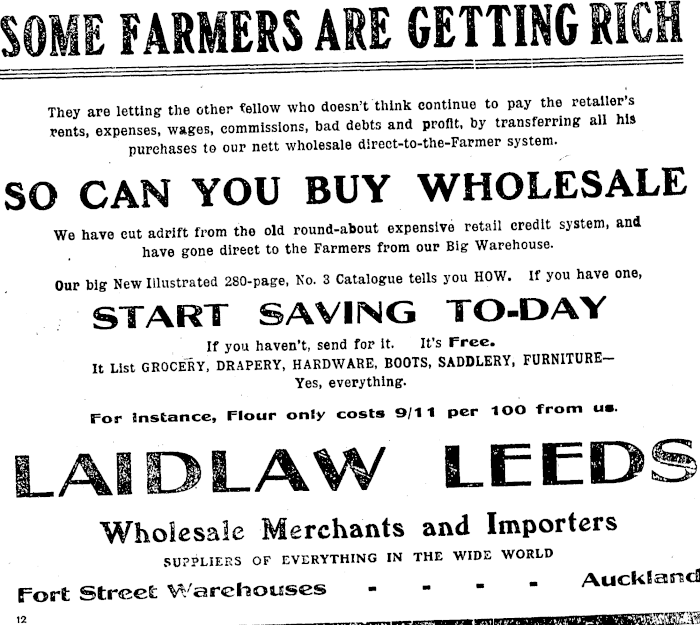 SOME FARMERS ARE GETTING RICH
They are letting the other fellow who doesn't think continue to pay the retailer's
rents, expenses, wages, commissions, bad debts and profit, by transferring all his
purchases to our nett wholesale direct-to-the-Farmer system.
SO CAN YOU BUY WHOLESALE
We have cut adrift from the old round-about expensive retail credit system, and
have gone direct to the Farmers from our Big Warehouse.
Our big New Illustrated 280-page, No. 3 Catalogue tells you HOW. If you have one,
START SAVING TO-DAY
If you haven't, send for it. It's Free.
It List GROCERY, DRAPERY, HARDWARE, BOOTS, SADDLERY, FURNITURE—
Yes, everything.
For instance, Flour only costs 9/11 per 100 from us.
LAIDLAW LEEDS
Wholesale Merchants and Importers
SUPPLIERS OF EVERYTHING IN THE WIDE WORLD
Fort Street Warehouses - - - - Auckland
12